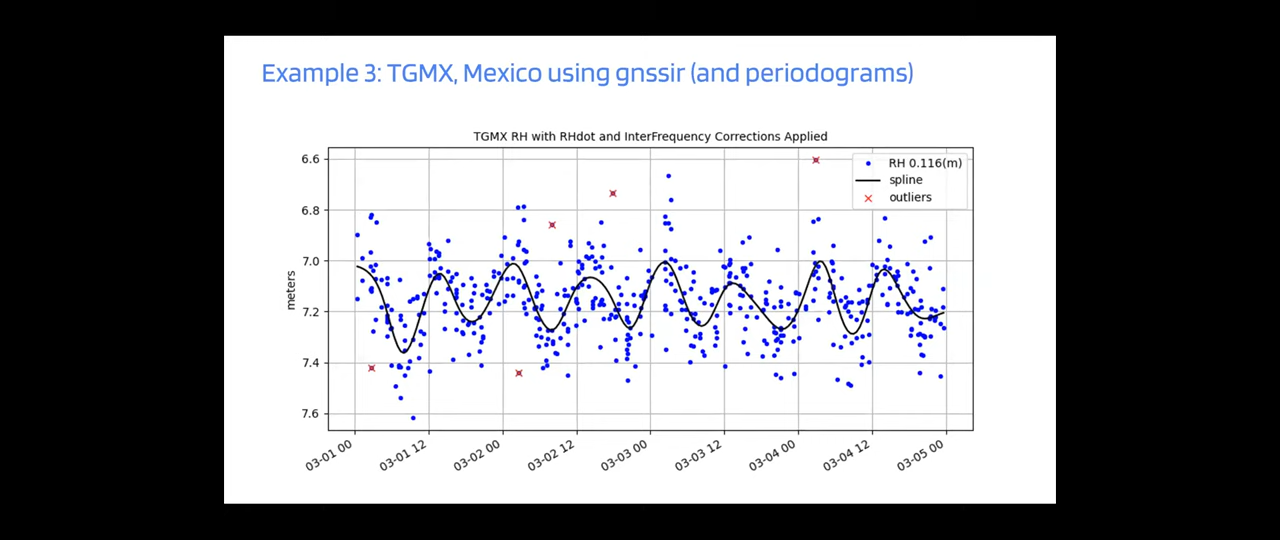 Example 3: TGMX, Mexico using gnssir (and periodograms)
TGMX RH with RHdot and InterFrequency Corrections Applied
RH 0.116(m)
spline
outliers
meters
6.6
6.8
7.0
7.2
7.4
7.6
03-01 00
03-01 12
03-02 00
03-02 12
03-03 00
03-03 12
03-04 00
03-04 12
03-05 00